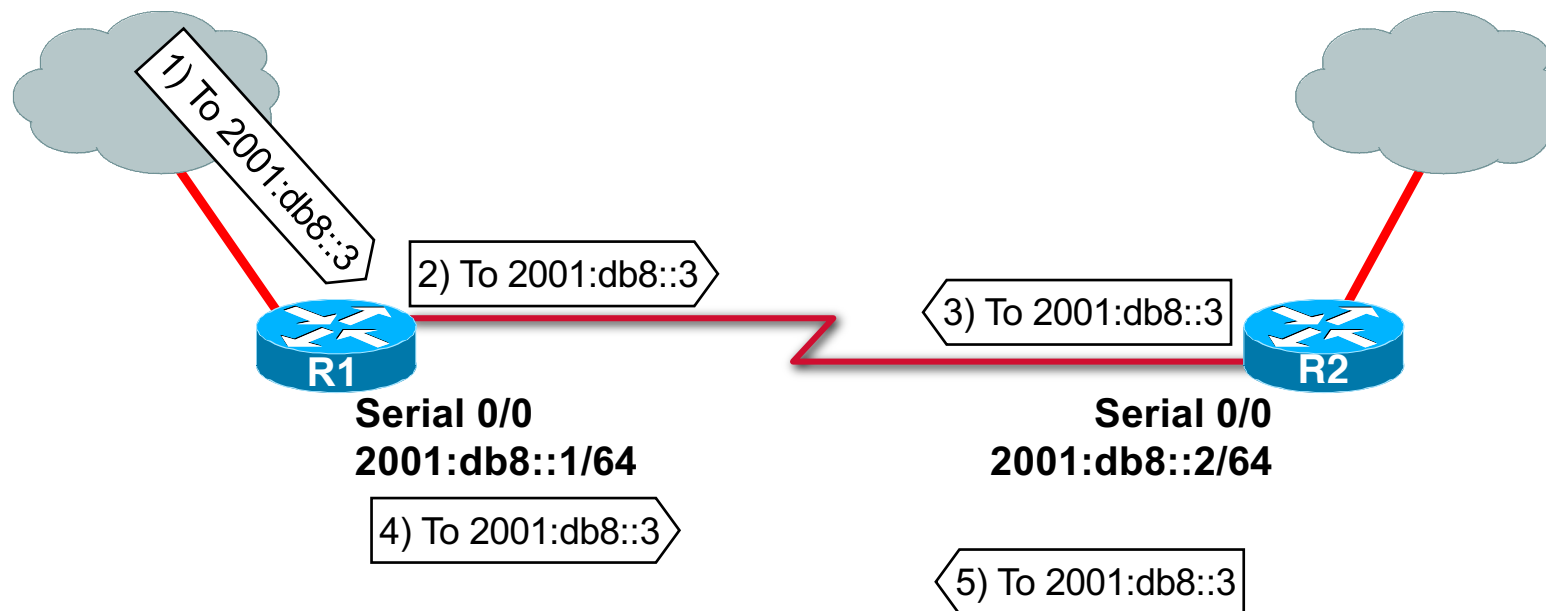 1) To 2001:db8::3
2) To 2001:db8::3
3) To 2001:db8::3
R1
R2
Serial 0/0
2001:db8::1/64
Serial 0/0
2001:db8::2/64
4) To 2001:db8::3
5) To 2001:db8::3